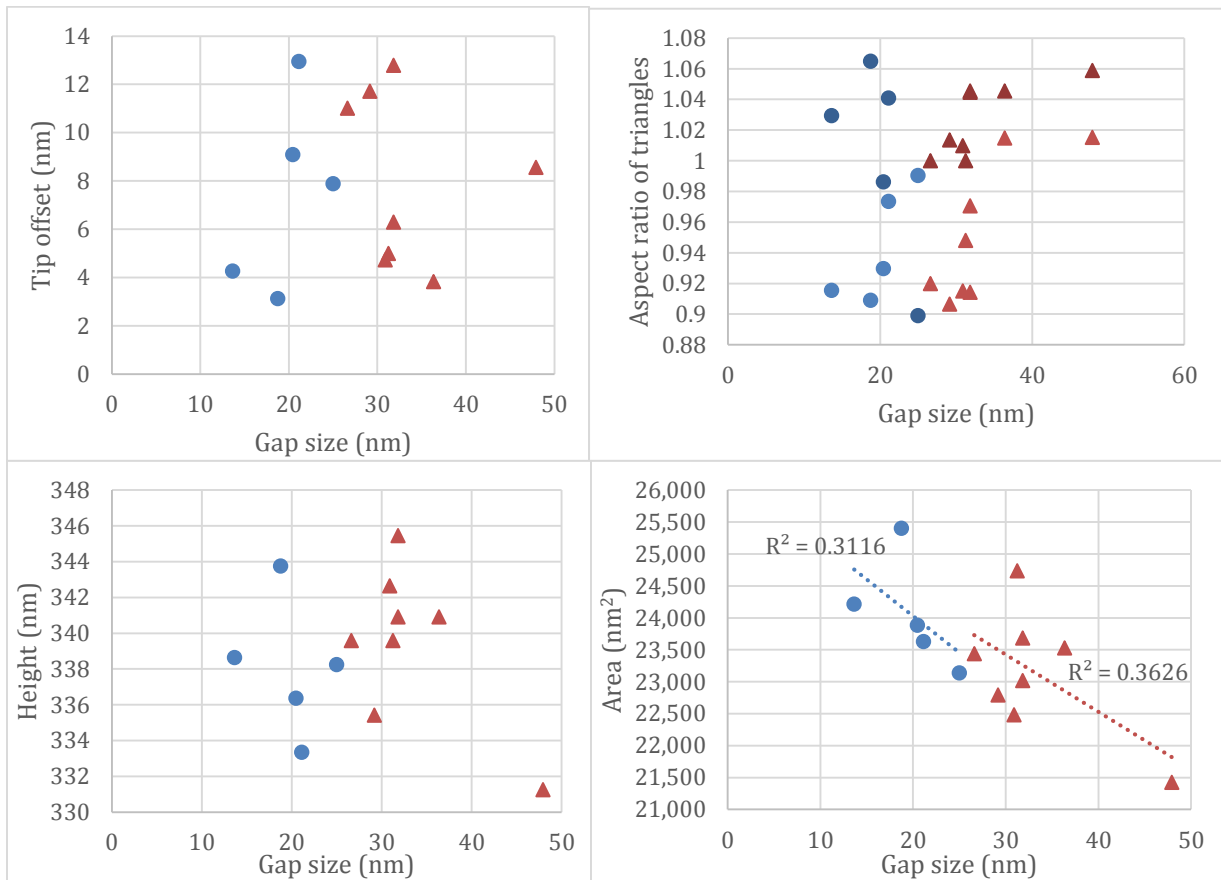 Tip offset (nm)
14
12
10
8
6
4
2
0
0 10 20 30 40 50
Gap size (nm)
Aspect ratio of triangles
1.08
1.06
1.04
1.02
1
0.98
0.96
0.94
0.92
0.9
0.88
0 20 40 60
Gap size (nm)
Height (nm)
348
346
344
342
340
338
336
334
332
330
0 10 20 30 40 50
Gap size (nm)
Area (nm²)
26,000
25,500
25,000
24,500
24,000
23,500
23,000
22,500
22,000
21,500
21,000
R² = 0.3116
R² = 0.3626
0 10 20 30 40 50
Gap size (nm)